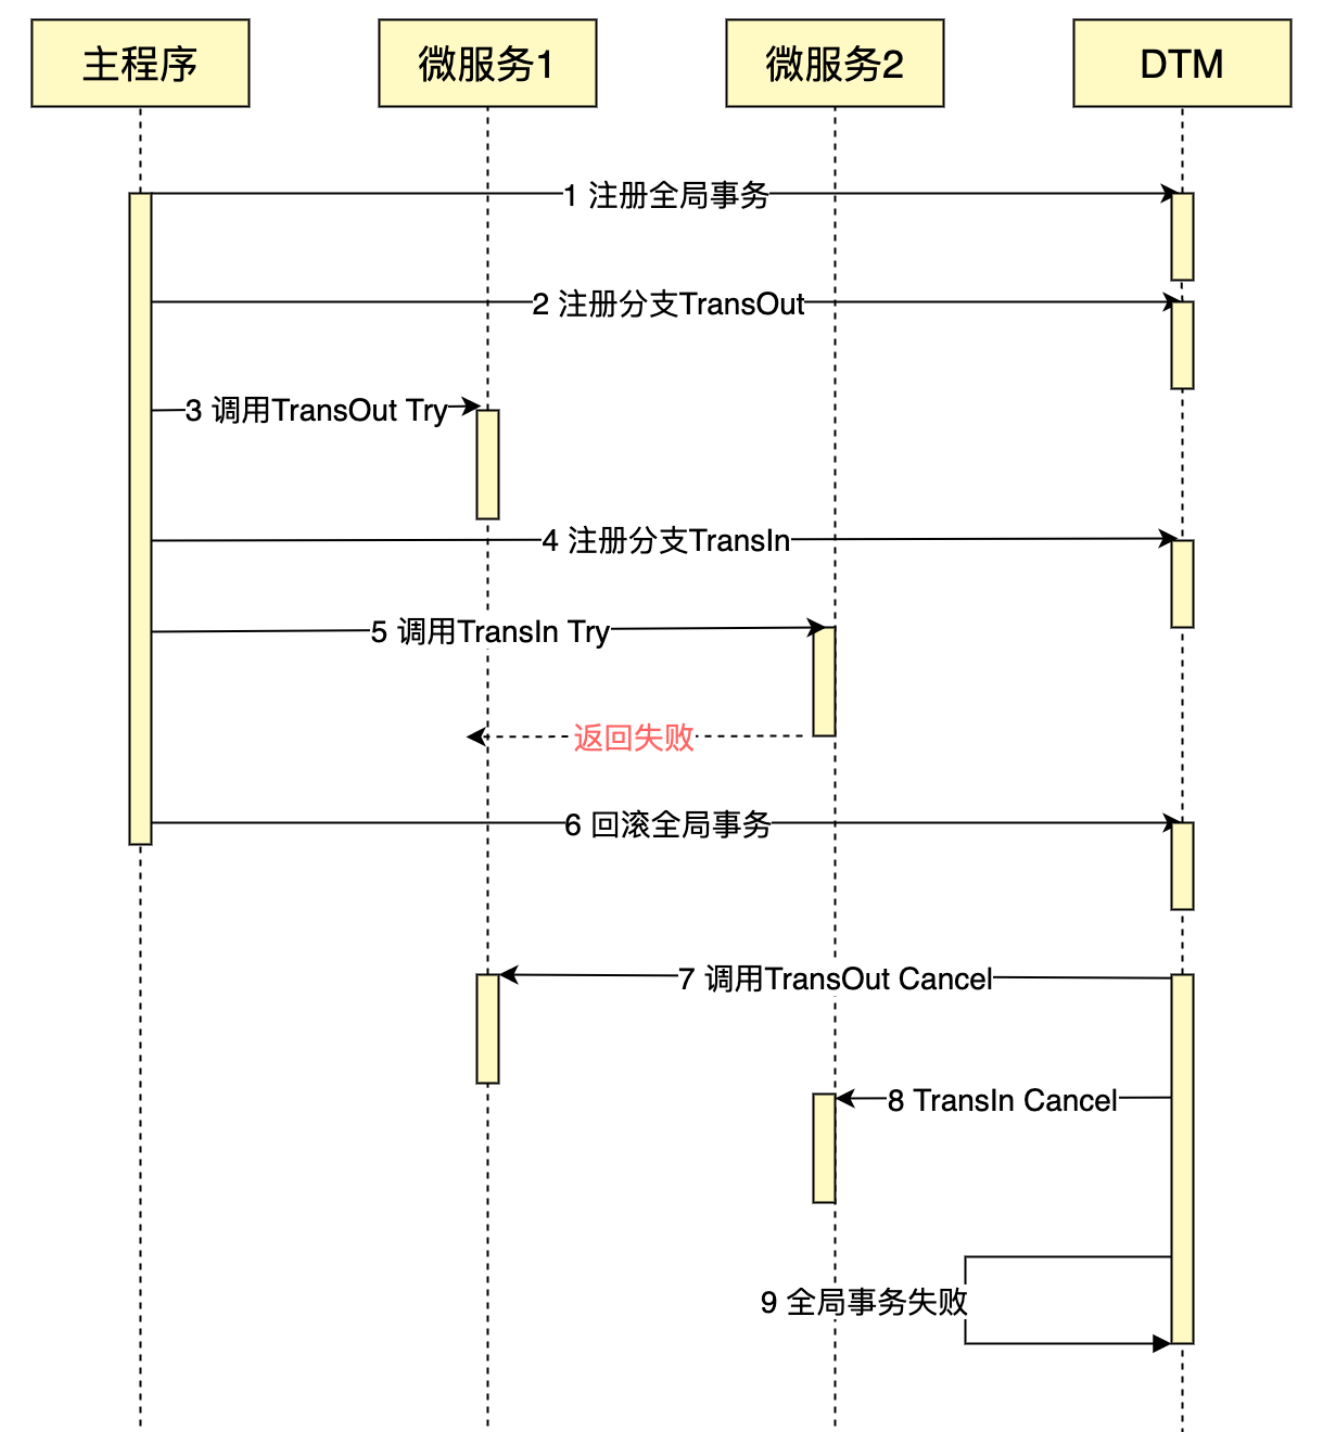 主程序
微服务1
微服务2
DTM
1 注册全局事务
2 注册分支TransOut
3 调用TransOut Try
4 注册分支TransIn
5 调用TransIn Try
返回失败
6 回滚全局事务
7 调用TransOut Cancel
8 TransIn Cancel
9 全局事务失败